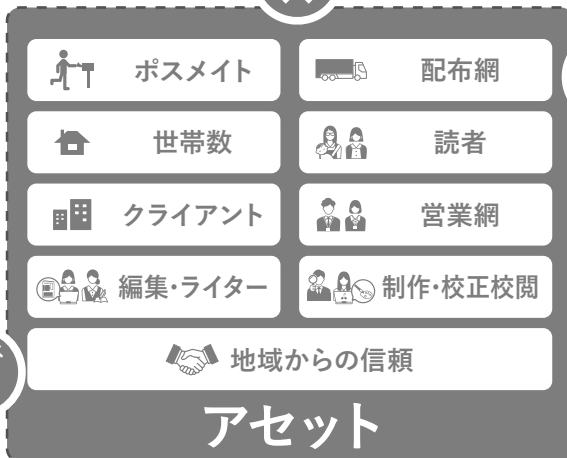 ポスメイト
配布網
世帯数
読者
クライアント
営業網
編集・ライター
制作・校正校閲
地域からの信頼
アセット